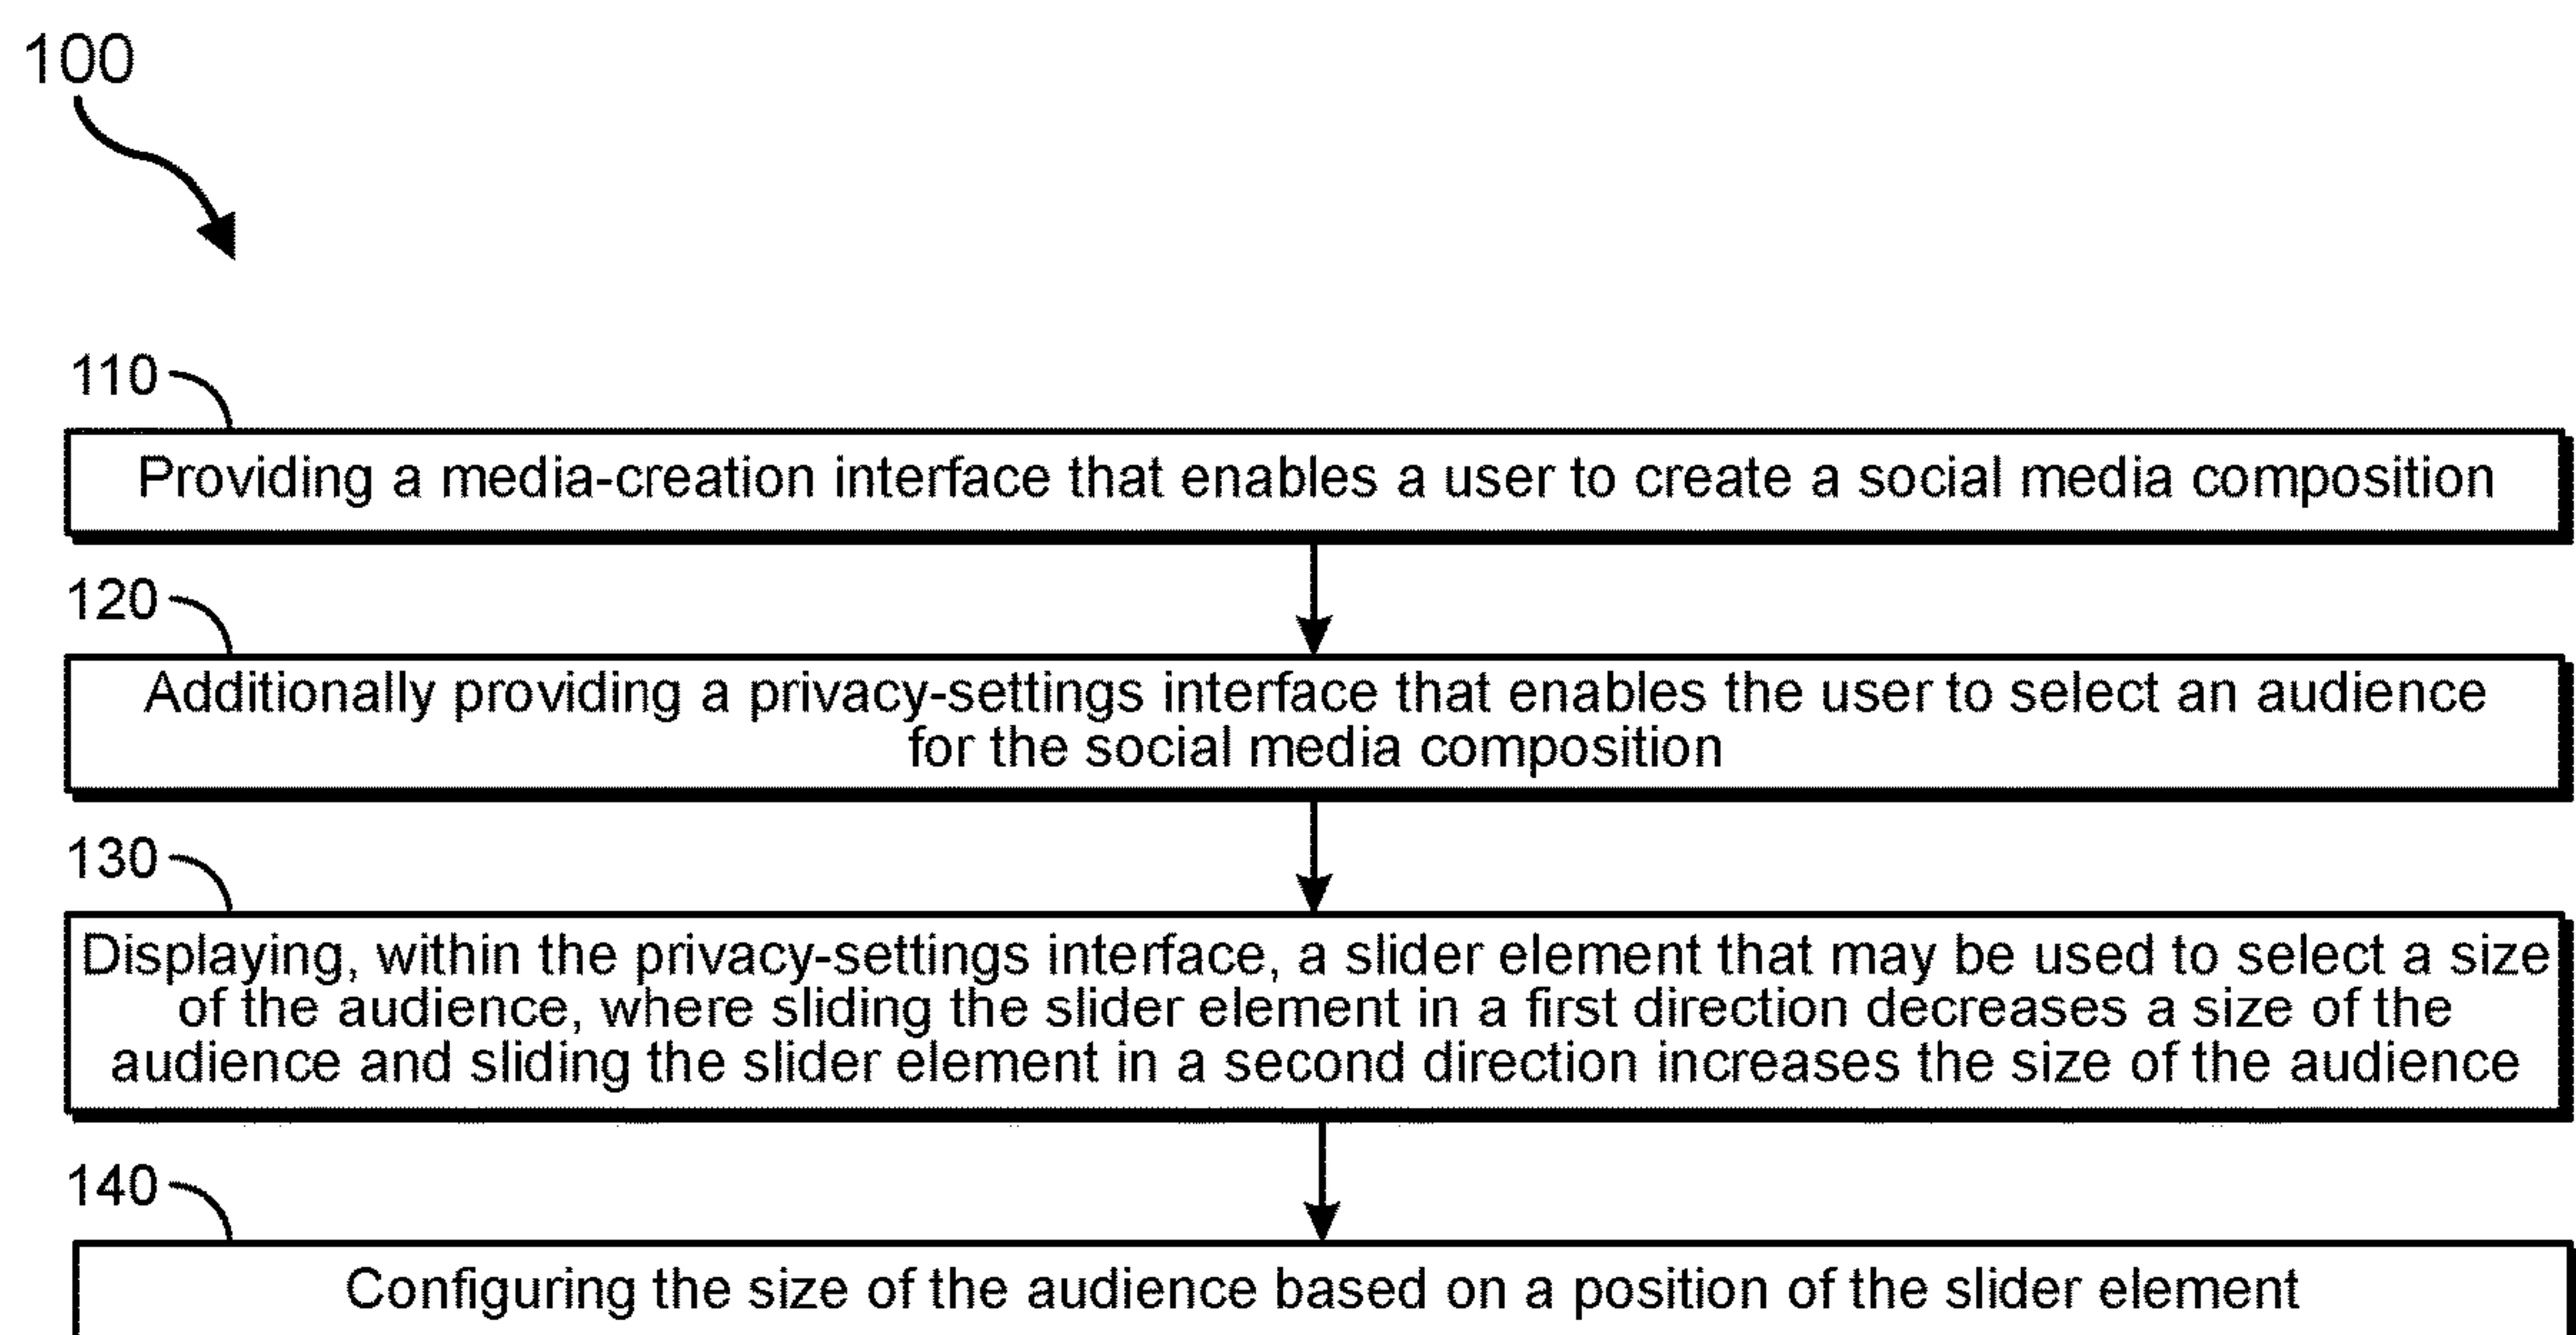 100
110
Providing a media-creation interface that enables a user to create a social media composition
120
Additionally providing a privacy-settings interface that enables the user to select an audience
for the social media composition
130
Displaying, within the privacy-settings interface, a slider element that may be used to select a size
of the audience, where sliding the slider element in a first direction decreases a size of the
audience and sliding the slider element in a second direction increases the size of the audience
140
Configuring the size of the audience based on a position of the slider element